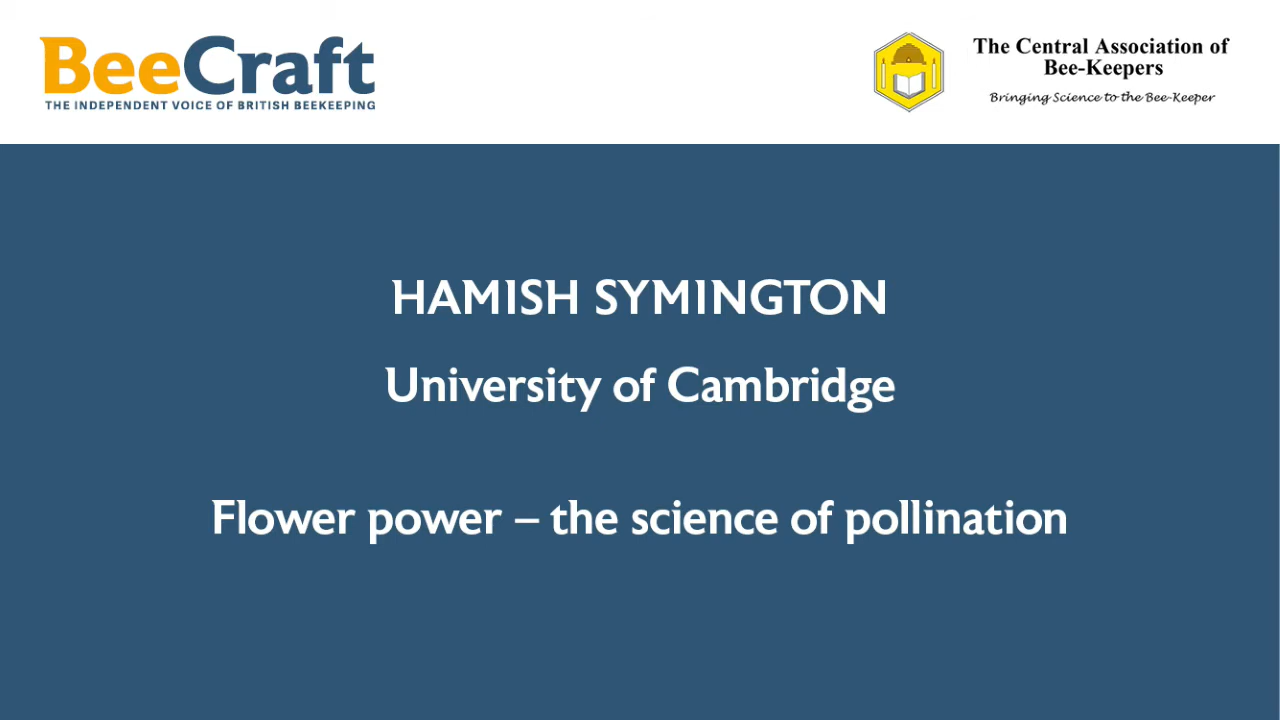 BeeCraft
THE INDEPENDENT VOICE OF BRITISH BEEKEEPING
The Central Association of
Bee-Keepers
Bringing Science to the Bee-Keeper
HAMISH SYMINGTON
University of Cambridge
Flower power – the science of pollination